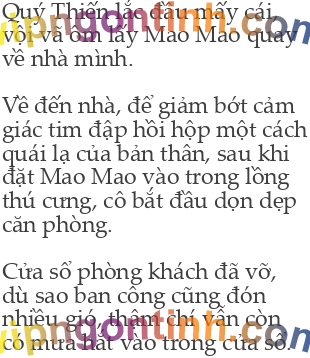 Quý Thiến lắc đầu mấy cái,
vội vã ôm lấy Mao Mao quay
về nhà mình.
Về đến nhà, để giảm bớt cảm
giác tim đập hồi hộp một cách
quái lạ của bản thân, sau khi
đặt Mao Mao vào trong lồng
thú cưng, cô bắt đầu dọn dẹp
căn phòng.
Cửa sổ phòng khách đã vỡ,
dù sao ban công cũng đón
nhiều gió, thậm chí vẫn còn
có mưa hắt vào trong cửa sổ.